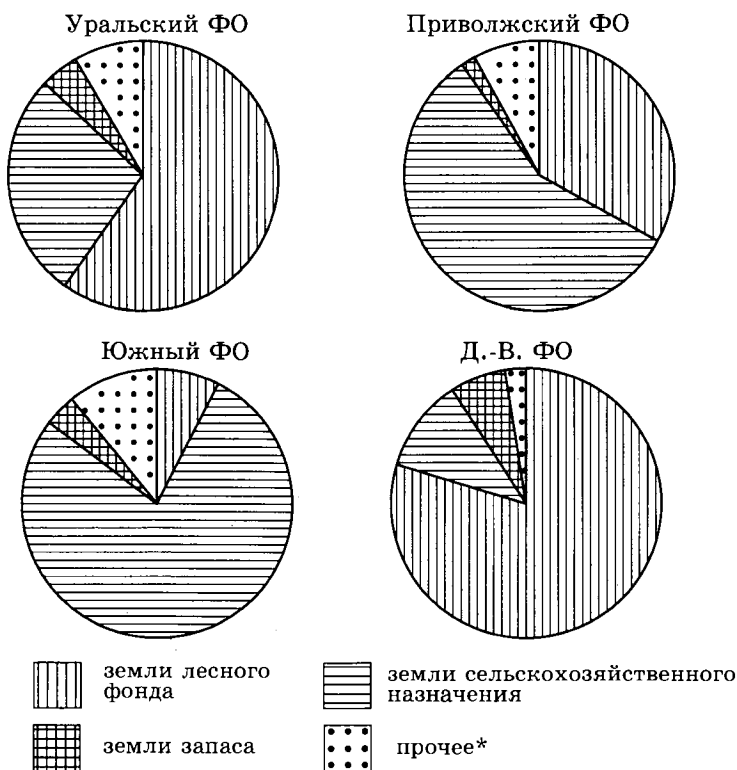 Уральский ФО
Приволжский ФО
Южный ФО
Д.-В. ФО
земли лесного
фонда
земли сельскохозяйственного
назначения
земли запаса
прочее*